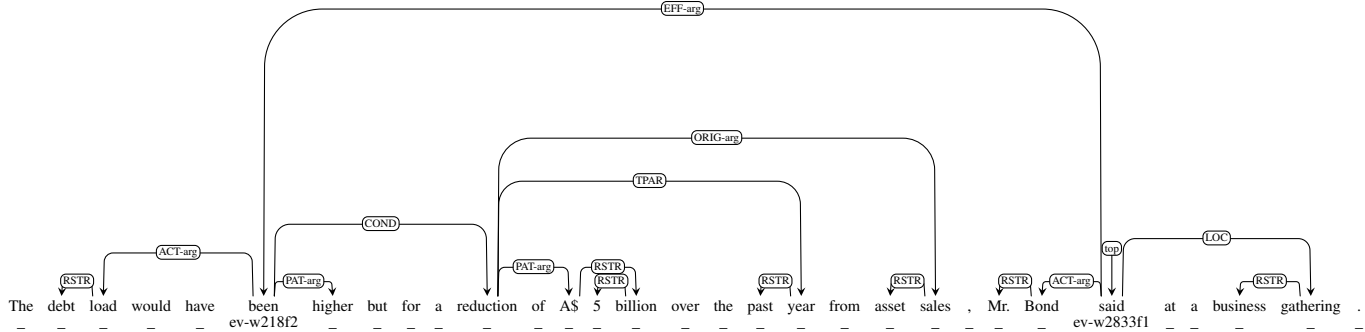 EFF-arg
ORIG-arg
TPAR
COND
ACT-arg top LOC
RSTR PAT-arg PAT-arg RSTR RSTR RSTR RSTR RSTR ACT-arg RSTR
The debt load would have been higher but for a reduction of A$ 5 billion over the past year from asset sales , Mr. Bond said at a business gathering .
_ _ _ _ _ ev-w218f2 _ _ _ _ _ _ _ _ _ _ _ _ _ _ _ _ _ _ _ ev-w2833f1 _ _ _ _ _